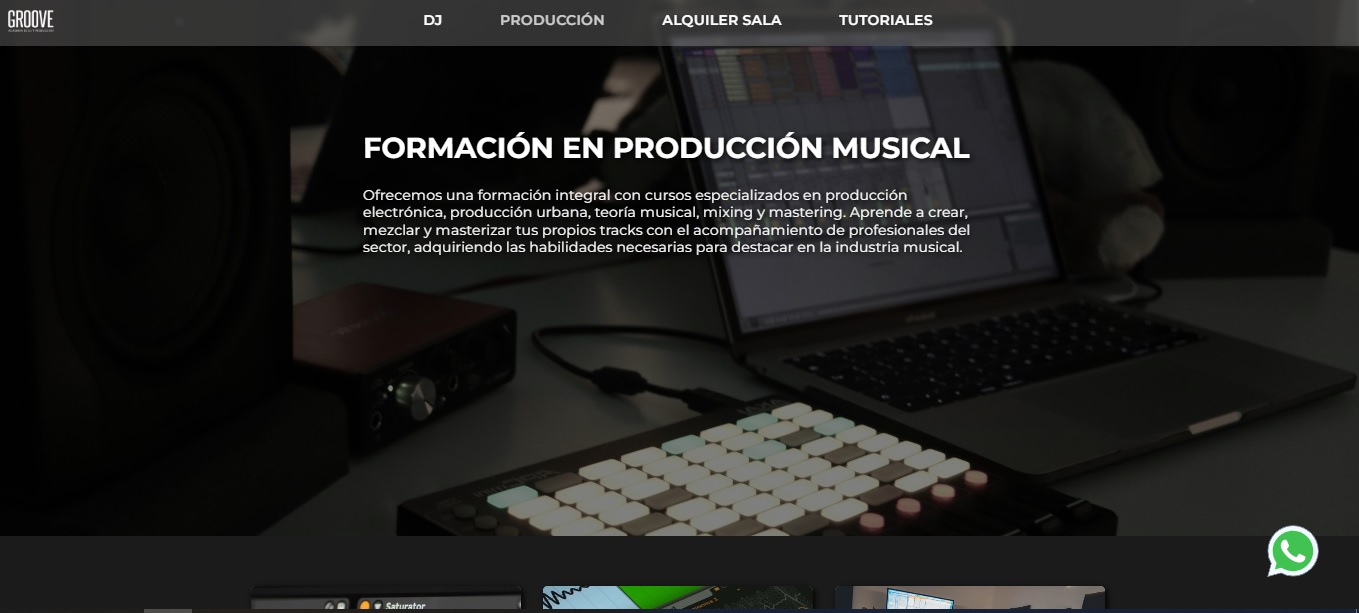 GROOVE
DJ
PRODUCCIÓN
ALQUILER SALA
TUTORIALES
FORMACIÓN EN PRODUCCIÓN MUSICAL
Ofrecemos una formación integral con cursos especializados en producción
electrónica, producción urbana, teoría musical, mixing y mastering. Aprende a crear,
mezclar y masterizar tus propios tracks con el acompañamiento de profesionales del
sector, adquiriendo las habilidades necesarias para destacar en la industria musical.
Saturator